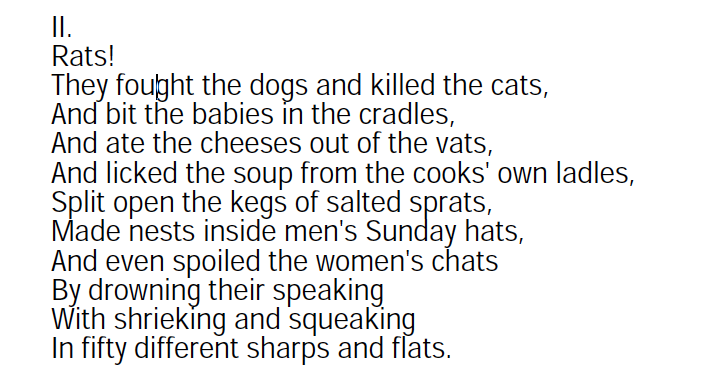 II.
Rats!
They fought the dogs and killed the cats,
And bit the babies in the cradles,
And ate the cheeses out of the vats,
And licked the soup from the cooks' own ladles,
Split open the kegs of salted sprats,
Made nests inside men's Sunday hats,
And even spoiled the women's chats
By drowning their speaking
With shrieking and squeaking
In fifty different sharps and flats.